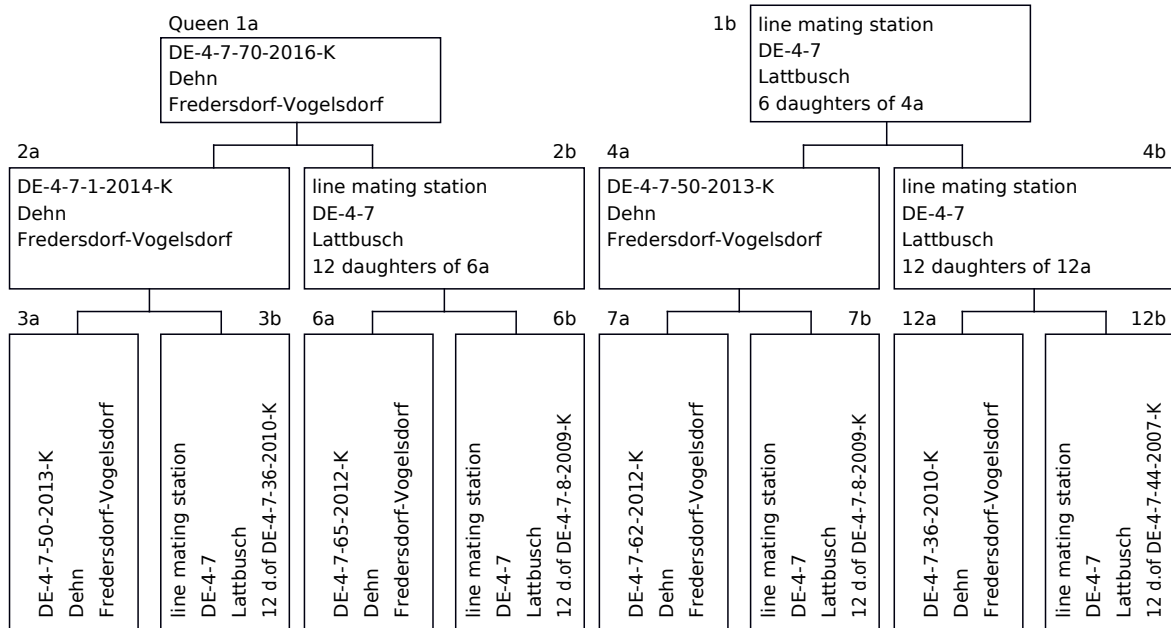 Queen 1a
DE-4-7-70-2016-K
Dehn
Fredersdorf-Vogelsdorf
1b
line mating station
DE-4-7
Lattbusch
6 daughters of 4a
2a
DE-4-7-1-2014-K
Dehn
Fredersdorf-Vogelsdorf
2b
line mating station
DE-4-7
Lattbusch
12 daughters of 6a
4a
DE-4-7-50-2013-K
Dehn
Fredersdorf-Vogelsdorf
4b
line mating station
DE-4-7
Lattbusch
12 daughters of 12a
3a
DE-4-7-50-2013-K
Dehn
Fredersdorf-Vogelsdorf
3b
line mating station
DE-4-7
Lattbusch
12 d.of DE-4-7-36-2010-K
6a
DE-4-7-65-2012-K
Dehn
Fredersdorf-Vogelsdorf
6b
line mating station
DE-4-7
Lattbusch
12 d.of DE-4-7-8-2009-K
7a
DE-4-7-62-2012-K
Dehn
Fredersdorf-Vogelsdorf
7b
line mating station
DE-4-7
Lattbusch
12 d.of DE-4-7-8-2009-K
12a
DE-4-7-36-2010-K
Dehn
Fredersdorf-Vogelsdorf
12b
line mating station
DE-4-7
Lattbusch
12 d.of DE-4-7-44-2007-K